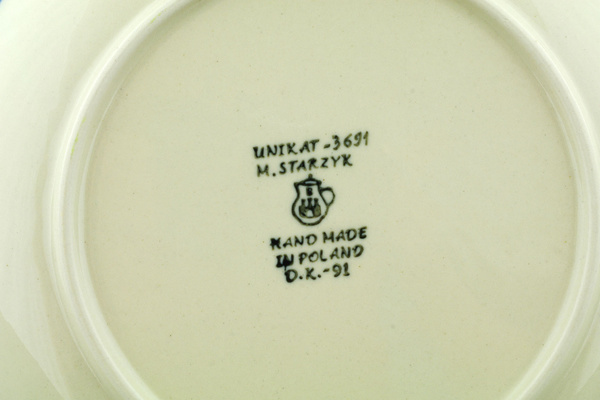 UNIKAT-3691
M. STARZYK
B
HAND MADE
IN POLAND
D.K.-91